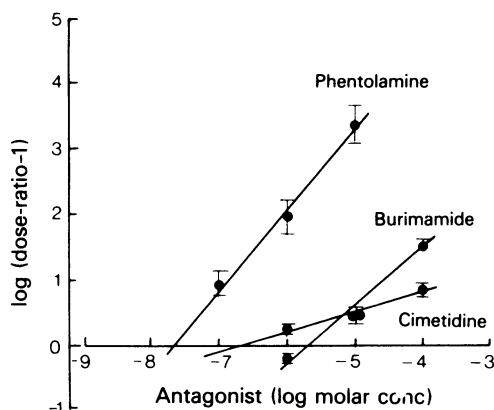 5
4
3
2
1
0
-1
log (dose-ratio-1)
Phentolamine
Burimamide
Cimetidine
-9 -8 -7 -6 -5 -4 -3
Antagonist (log molar conc)